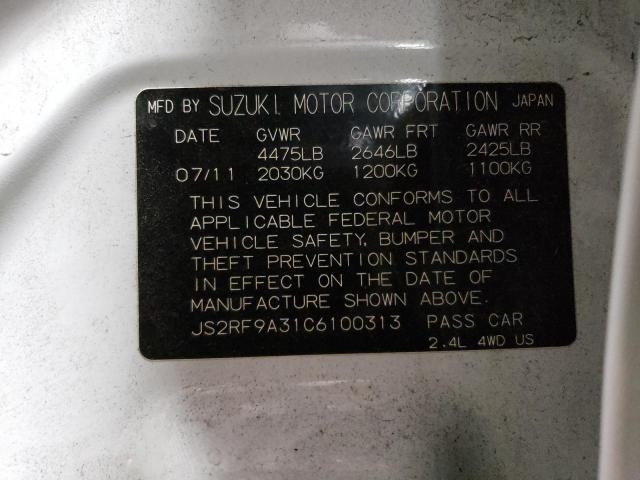 MFD BY SUZUKI MOTOR CORPORATION JAPAN
DATE GVWR GAWR FRT GAWR RR
4475LB 2646LB 2425LB
07/11 2030KG 1200KG 1100KG
THIS VEHICLE CONFORMS TO ALL
APPLICABLE FEDERAL MOTOR
VEHICLE SAFETY, BUMPER AND
THEFT PREVENTION STANDARDS
IN EFFECT ON THE DATE OF
MANUFACTURE SHOWN ABOVE.
JS2RF9A31C6100313 PASS CAR
2.4L 4WD US